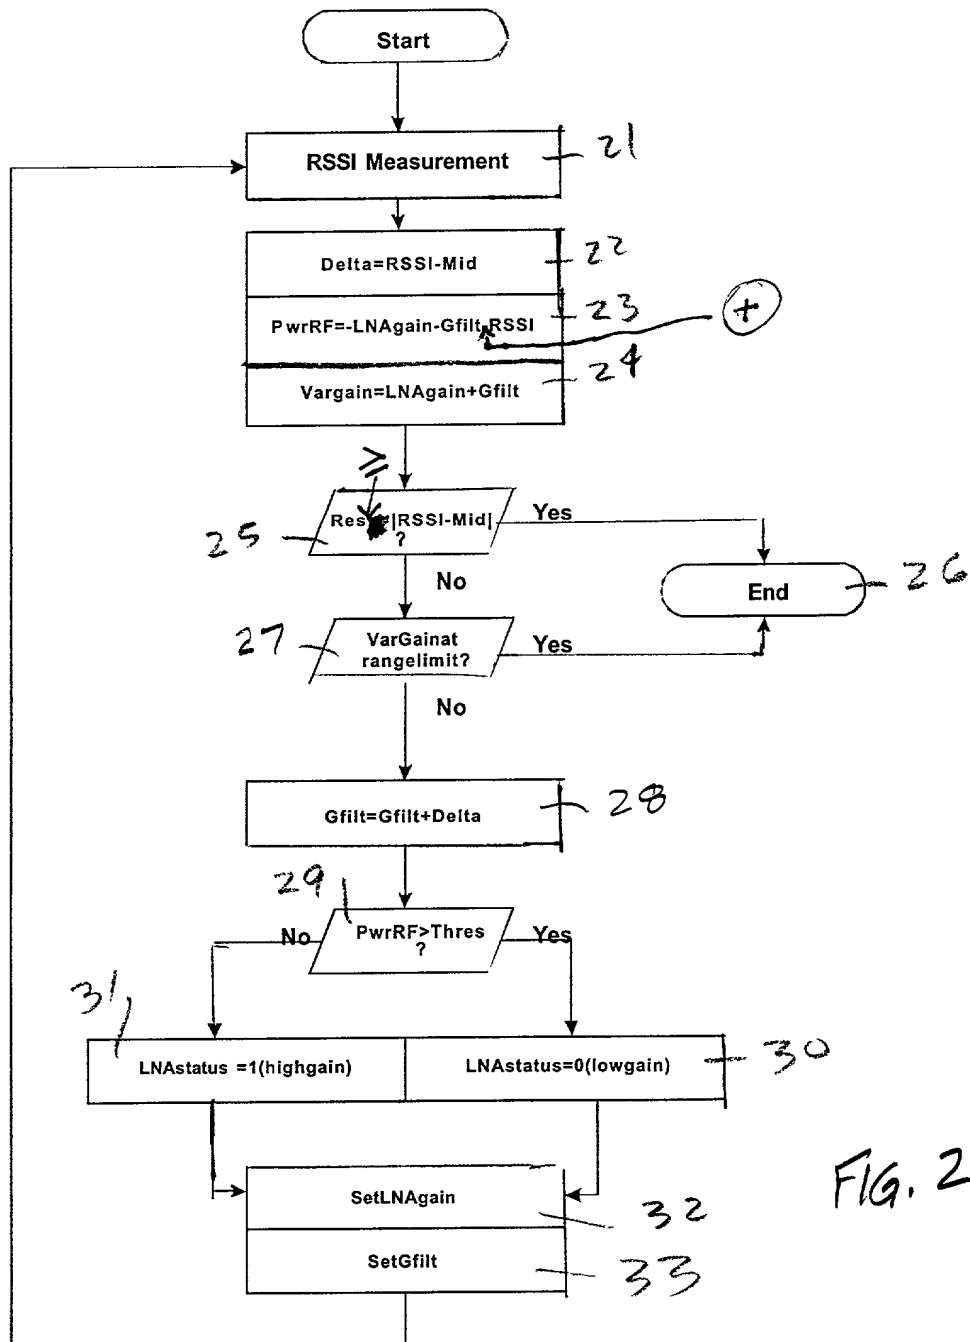 Start
RSSI Measurement
21
Delta=RSSI-Mid
22
PwrRF=-LNAgain-Gfilt RSSI
23
+
Vargain=LNAgain+Gfilt
24
≥
Res |RSSI-Mid|
?
25
Yes
No
End
26
VarGainat
rangelimit?
27
Yes
No
Gfilt=Gfilt+Delta
28
29
PwrRF>Thres
?
No
Yes
31
LNAstatus =1(highgain)
LNAstatus=0(lowgain)
30
SetLNAgain
32
SetGfilt
33
FIG. 2